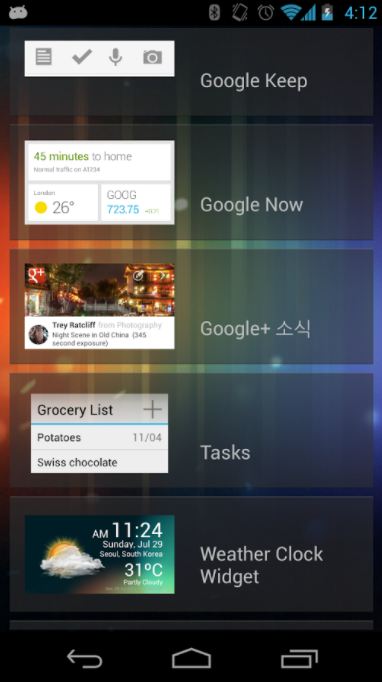 4:12
Google Keep
45 minutes to home
Normal traffic on A1234
London
26°
GOOG
723.75
Google Now
g+
Trey Ratcliff from Photography
Night Scene in Old China (345
second exposure)
Google+ 소식
Grocery List
Potatoes 11/04
Swiss chocolate
Tasks
AM 11:24
Sunday, Jul 29
Seoul, South Korea
31°C
Partly Cloudy
Weather Clock
Widget